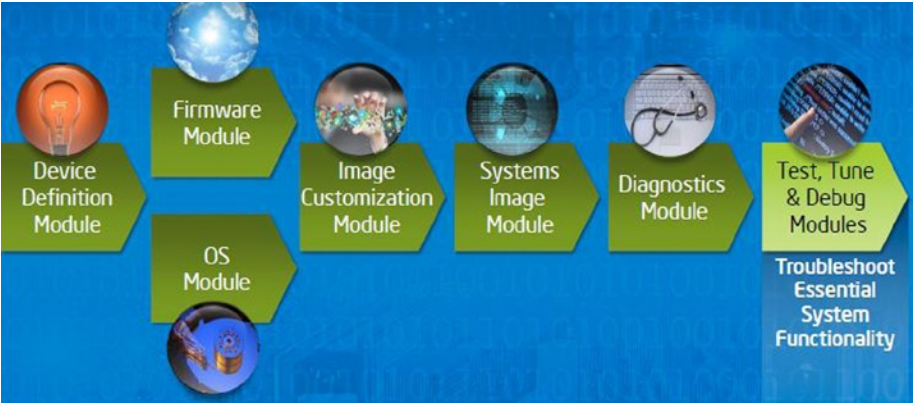 Device
Definition
Module
Firmware
Module
OS
Module
Image
Customization
Module
Systems
Image
Module
Diagnostics
Module
Test, Tune
& Debug
Modules
Troubleshoot
Essential
System
Functionality